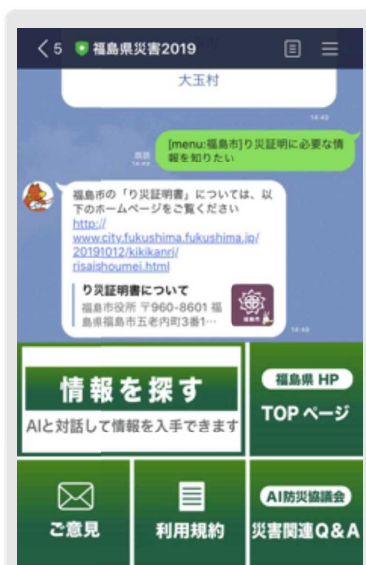 5 福島県災害2019
大玉村
14:49
[menu:福島市]り災証明に必要な情
報を知りたい
既読
福島市の「り災証明書」については、以
下のホームページをご覧ください
http://
www.city.fukushima.fukushima.jp/
20191012/kikikanri/
risaishoumei.html
り災証明書について
福島市役所 〒960-8601 福
島県福島市五老内町3番1…
14:49
情報を探す
AIと対話して情報を入手できます
福島県 HP
TOP ページ
ご意見
利用規約
AI防災協議会
災害関連Q&A